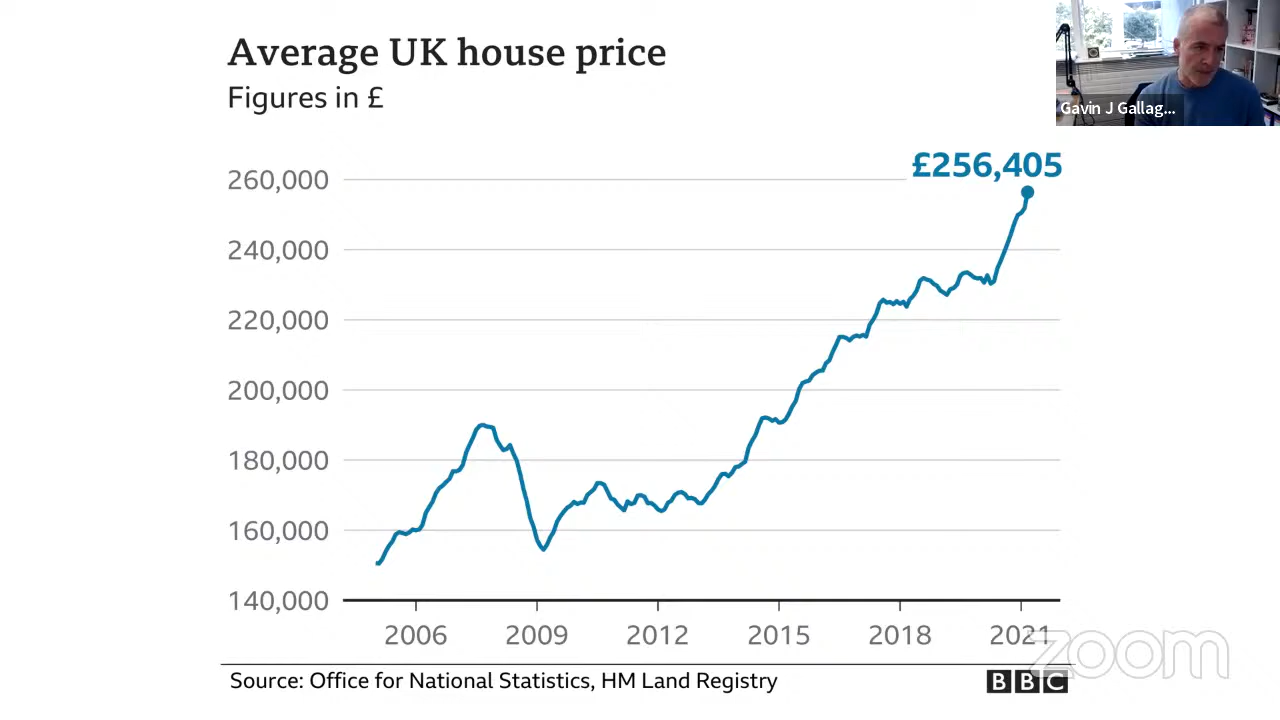 Average UK house price
Figures in £
Gavin J Gallag...
£256,405
260,000
240,000
220,000
200,000
180,000
160,000
140,000
2006 2009 2012 2015 2018 2021
zoom
Source: Office for National Statistics, HM Land Registry
BBC